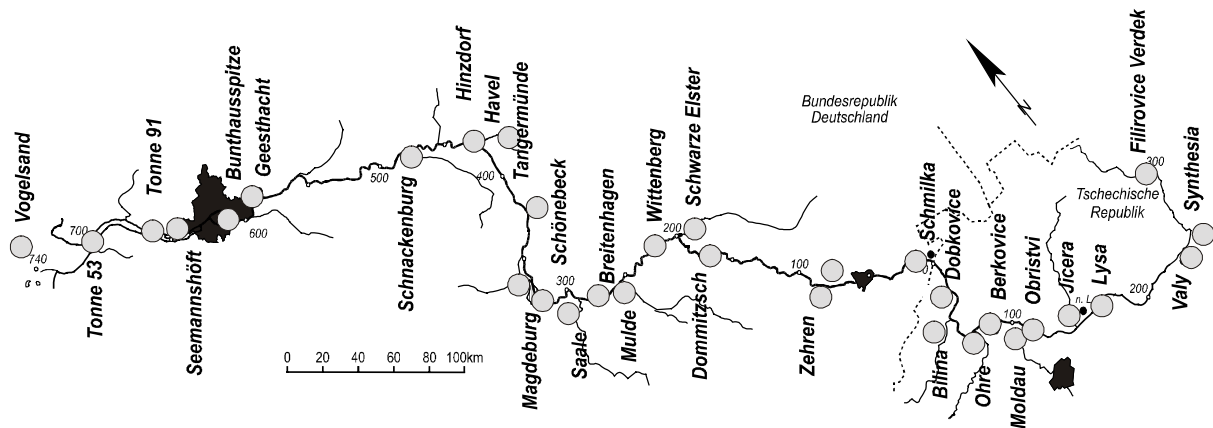 Vogelsand
740
700
Tonne 53
Tonne 91
Seemannshöft
Bunthausspitze
Geesthacht
600
500
Schnackenburg
Hinzdorf
Havel
Tangermünde
400
Schönebeck
Magdeburg
300
Saale
Breitenhagen
Mulde
Wittenberg
200
Schwarze Elster
Dommitzsch
100
Zehren
Bundesrepublik
Deutschland
N
Schmilka
0
Dobkovice
Bilina
Ohre
Berkovice
100
Moldau
Obristvi
Jicera
n. L.
Lysa
200
Tschechische
Republik
Valy
Synthesia
300
Filirovice Verdek
0 20 40 60 80 100km